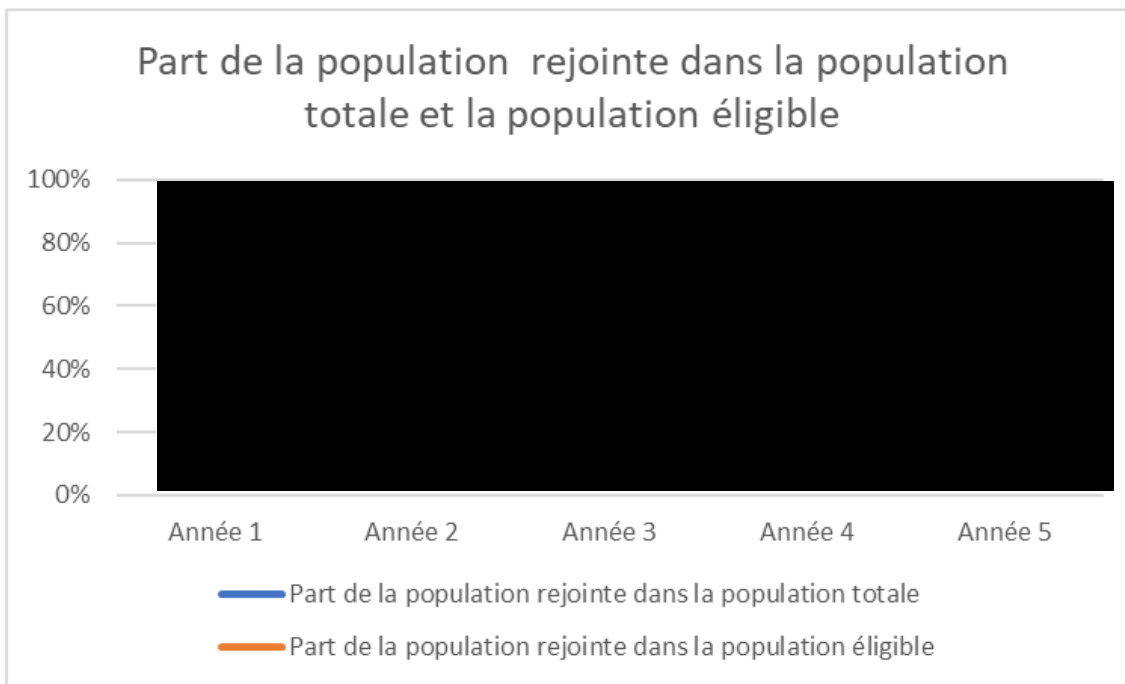 Part de la population  rejointe dans la population
totale et la population éligible
100%
80%
60%
40%
20%
0%
Année 1
Année 2
Année 3
Année 4
Année 5
Part de la population rejointe dans la population totale
Part de la population rejointe dans la population éligible